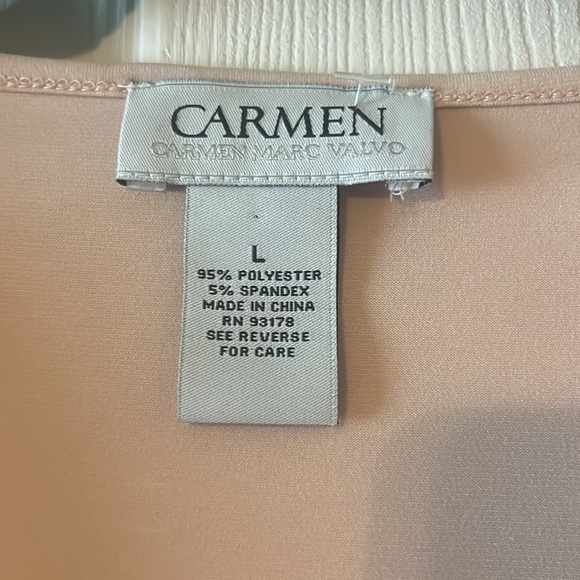 CARMEN
CARMEN MARC VALVO
L
95% POLYESTER
5% SPANDEX
MADE IN CHINA
RN 93178
SEE REVERSE
FOR CARE